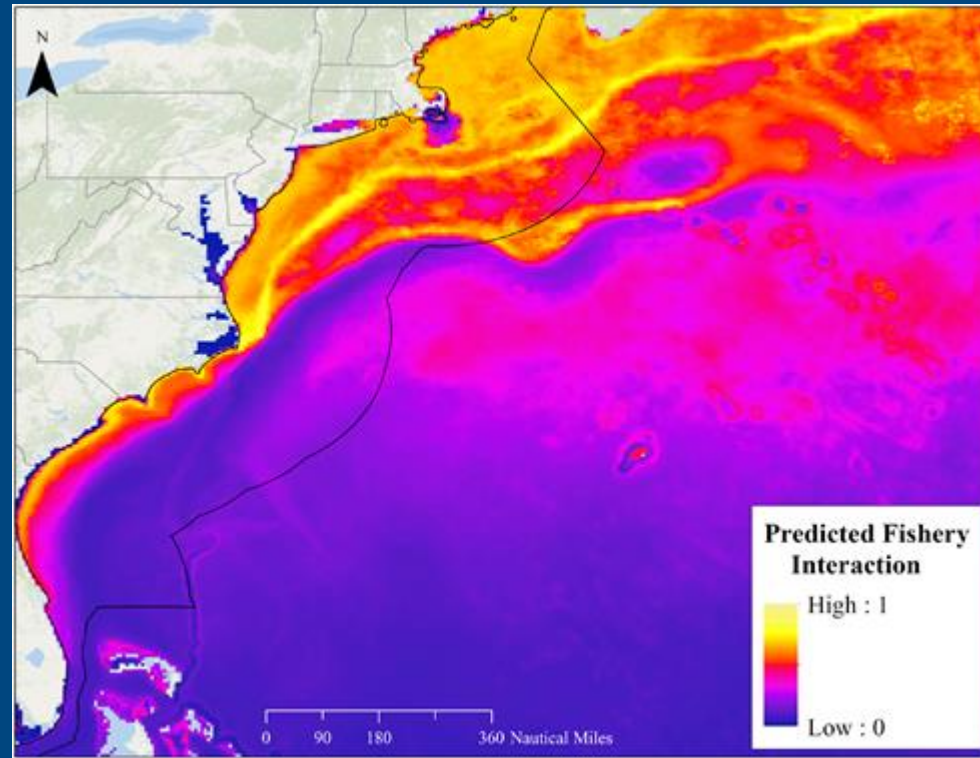 N
Predicted Fishery
Interaction
High : 1
Low : 0
0 90 180 360 Nautical Miles